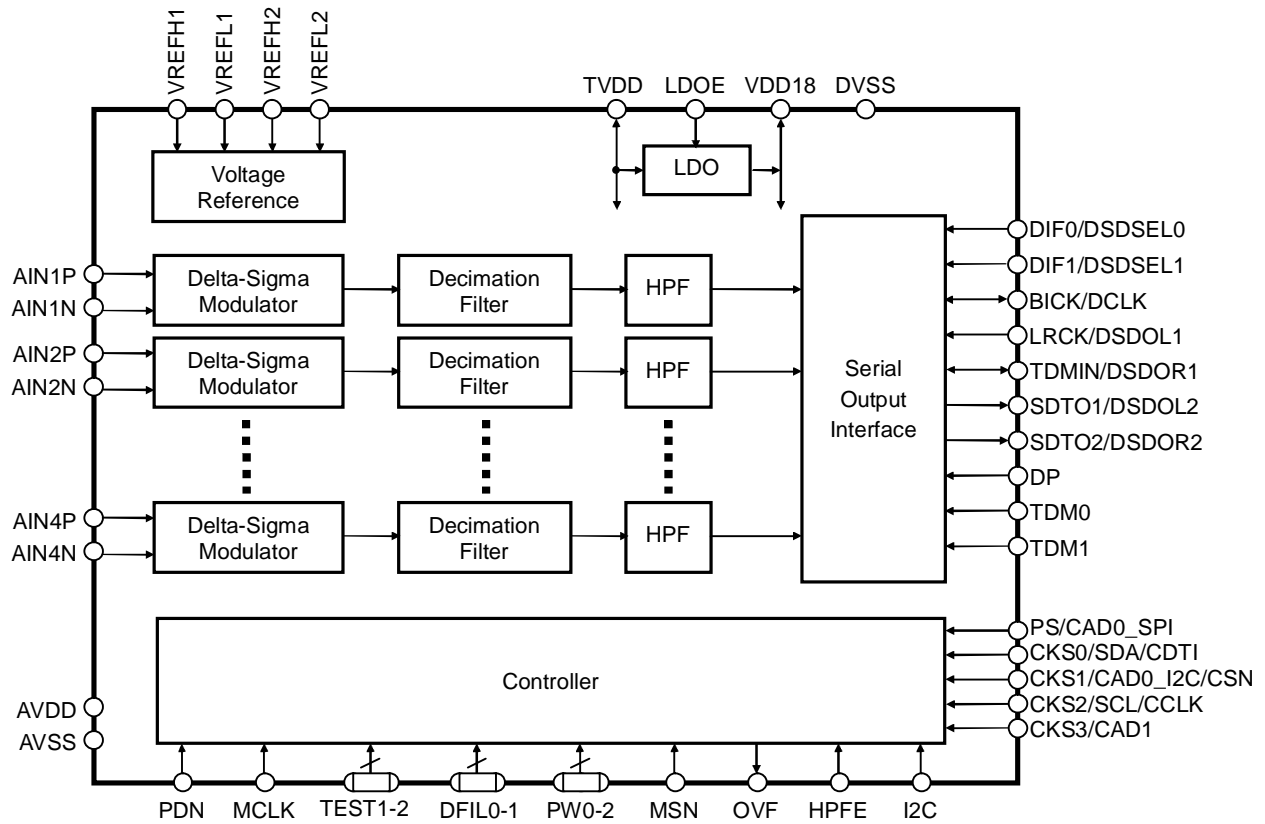 VREFH1
VREFL1
VREFH2
VREFL2
TVDD
LDOE
VDD18
DVSS
Voltage
Reference
LDO
AIN1P
AIN1N
Delta-Sigma
Modulator
Decimation
Filter
HPF
AIN2P
AIN2N
Delta-Sigma
Modulator
Decimation
Filter
HPF
AIN4P
AIN4N
Delta-Sigma
Modulator
Decimation
Filter
HPF
Serial
Output
Interface
DIF0/DSDSEL0
DIF1/DSDSEL1
BICK/DCLK
LRCK/DSDOL1
TDMIN/DSDOR1
SDTO1/DSDOL2
SDTO2/DSDOR2
DP
TDM0
TDM1
Controller
PS/CAD0_SPI
CKS0/SDA/CDTI
CKS1/CAD0_I2C/CSN
CKS2/SCL/CCLK
CKS3/CAD1
AVDD
AVSS
PDN
MCLK
TEST1-2
DFIL0-1
PW0-2
MSN
OVF
HPFE
I2C